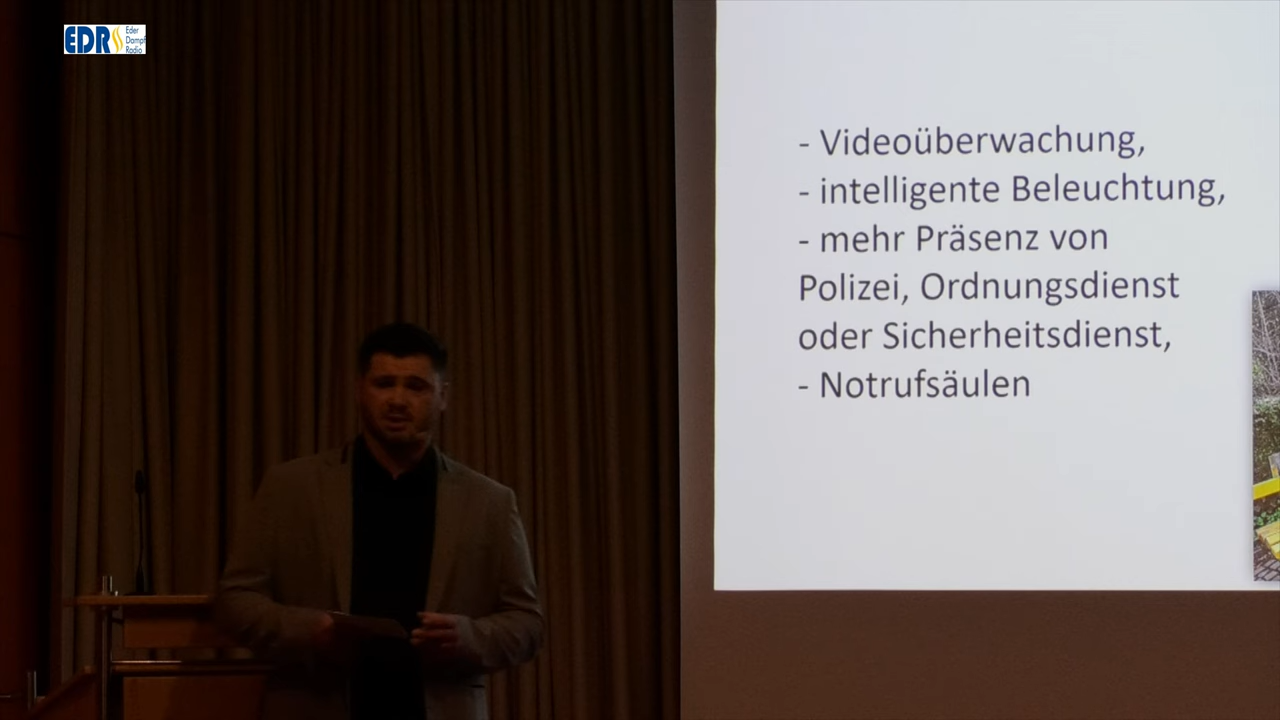 EDR Eder
Dampf
Radio
- Videoüberwachung,
- intelligente Beleuchtung,
- mehr Präsenz von
Polizei, Ordnungsdienst
oder Sicherheitsdienst,
- Notrufsäulen